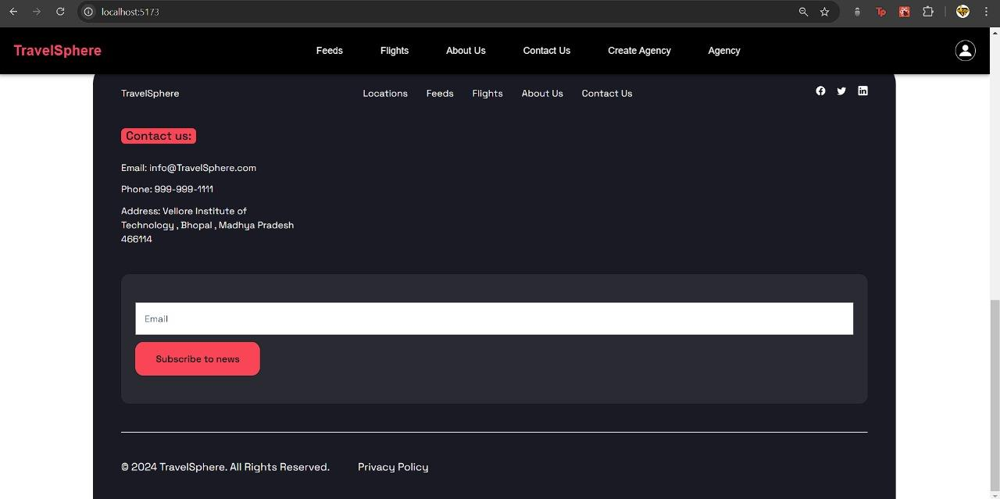 localhost:5173
Tp
TravelSphere Feeds Flights About Us Contact Us Create Agency Agency
TravelSphere Locations Feeds Flights About Us Contact Us
Contact us:
Email: info@TravelSphere.com
Phone: 999-999-1111
Address: Vellore Institute of
Technology , Bhopal , Madhya Pradesh
466114
Email
Subscribe to news
© 2024 TravelSphere. All Rights Reserved. Privacy Policy